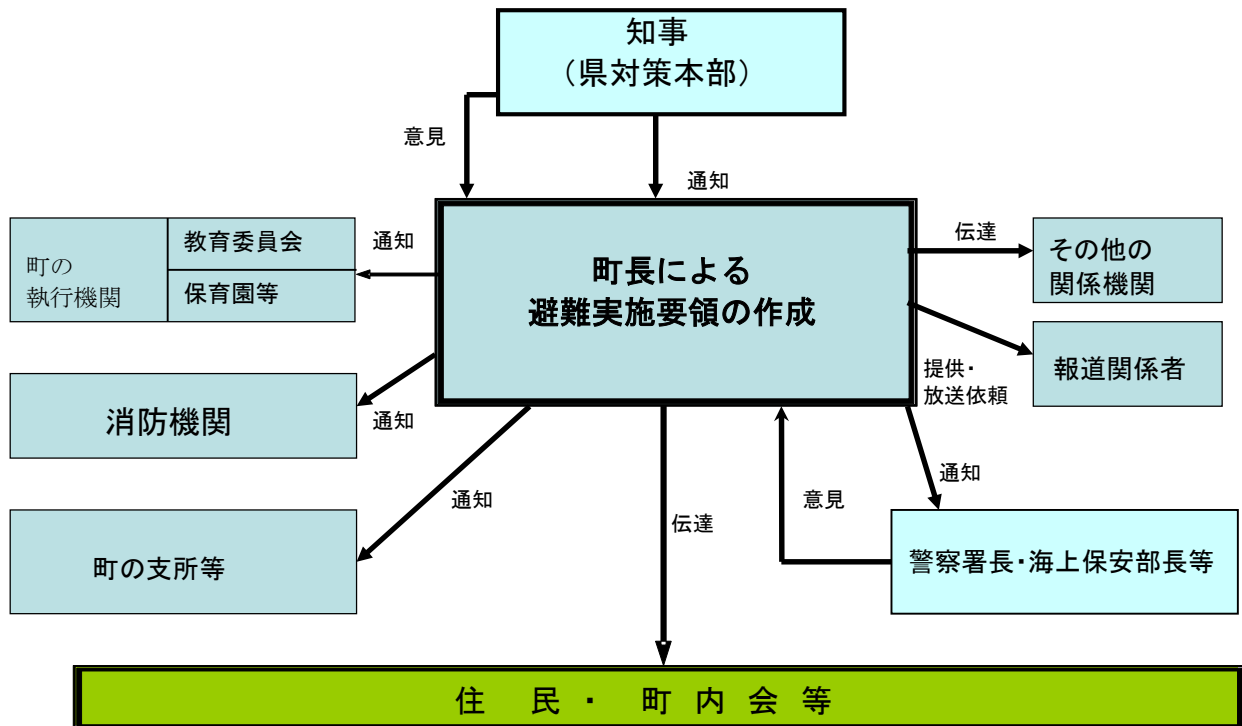 知事
（県対策本部）
意見
通知
町の
執行機関
教育委員会
保育園等
通知
町長による
避難実施要領の作成
伝達
その他の
関係機関
報道関係者
提供・
放送依頼
消防機関
通知
通知
町の支所等
伝達
意見
通知
警察署長・海上保安部長等
住 民 ・ 町 内 会 等